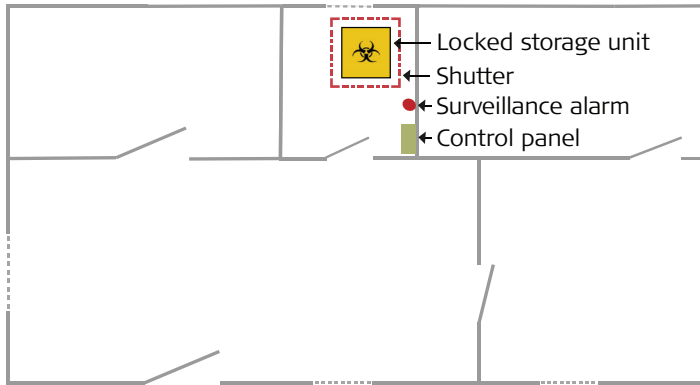 Locked storage unit
Shutter
Surveillance alarm
Control panel